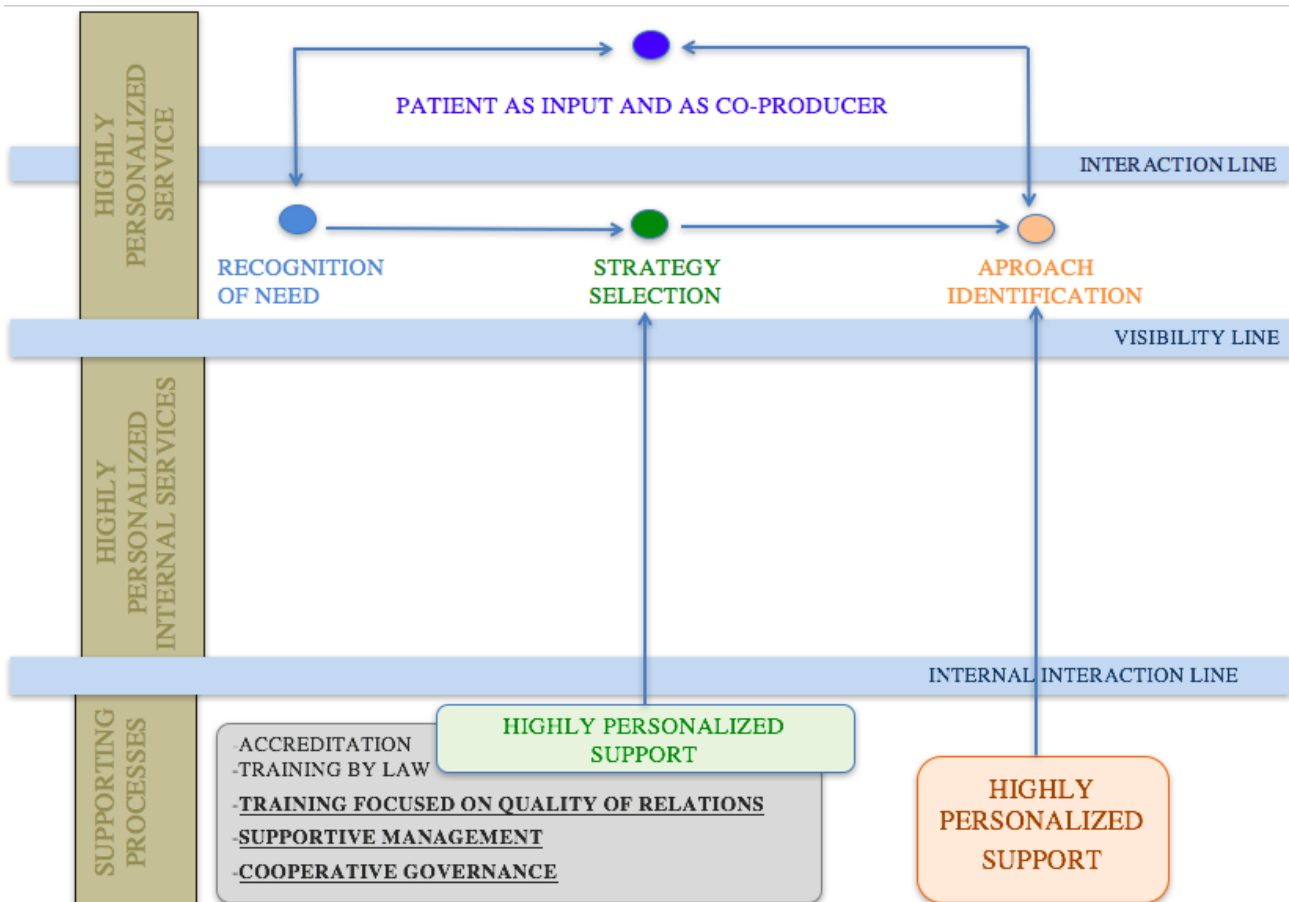 HIGHLY
PERSONALIZED
SERVICE
PATIENT AS INPUT AND AS CO-PRODUCER
INTERACTION LINE
RECOGNITION
OF NEED
STRATEGY
SELECTION
APROACH
IDENTIFICATION
VISIBILITY LINE
HIGHLY
PERSONALIZED
INTERNAL SERVICES
INTERNAL INTERACTION LINE
SUPPORTING
PROCESSES
HIGHLY PERSONALIZED
SUPPORT
-ACCREDITATION
-TRAINING BY LAW
-TRAINING FOCUSED ON QUALITY OF RELATIONS
-SUPPORTIVE MANAGEMENT
-COOPERATIVE GOVERNANCE
HIGHLY
PERSONALIZED
SUPPORT